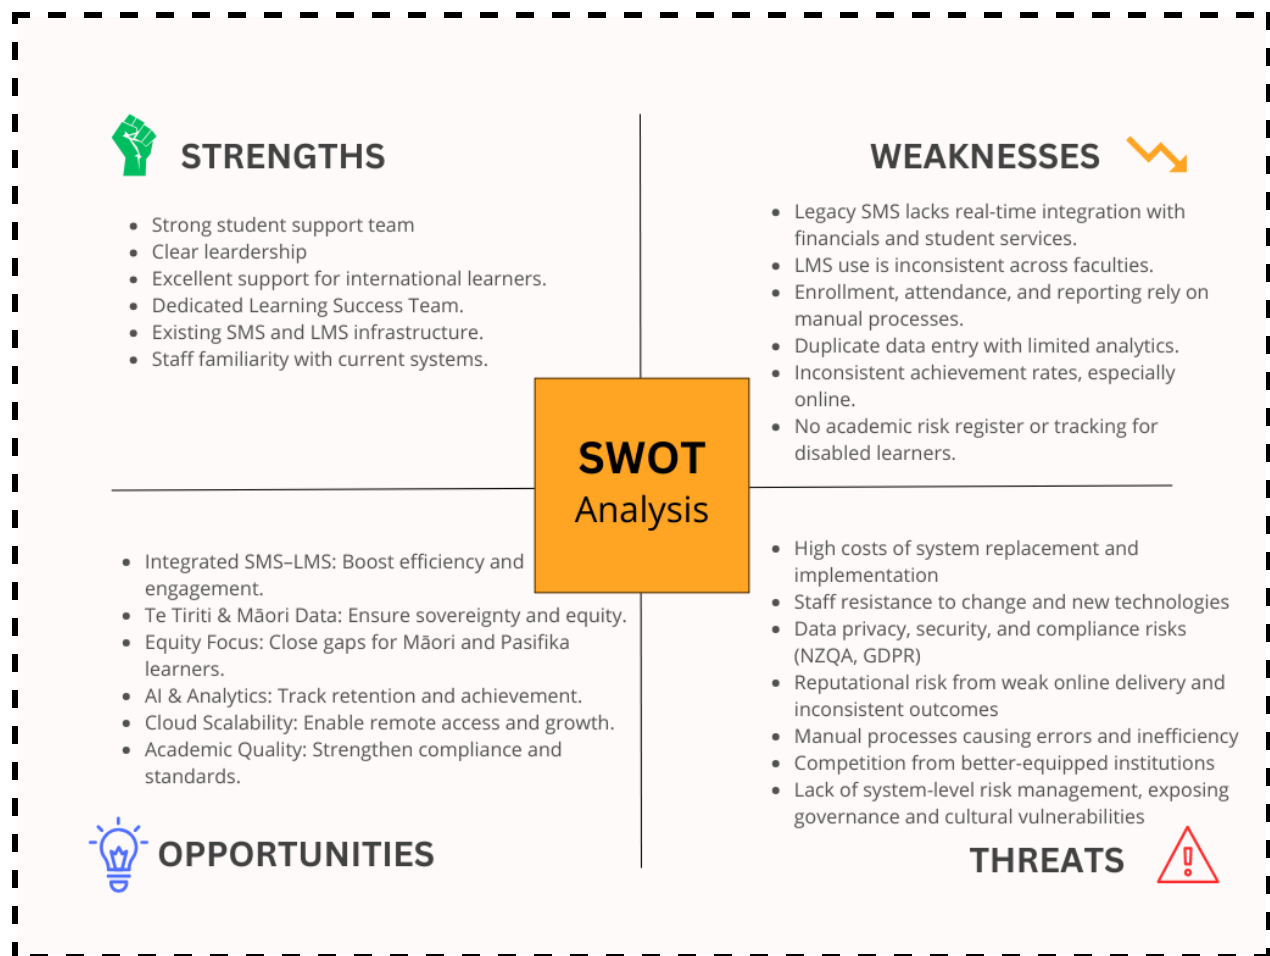 STRENGTHS
• Strong student support team
• Clear leardership
• Excellent support for international learners.
• Dedicated Learning Success Team.
• Existing SMS and LMS infrastructure.
• Staff familiarity with current systems.
WEAKNESSES
• Legacy SMS lacks real-time integration with
financials and student services.
• LMS use is inconsistent across faculties.
• Enrollment, attendance, and reporting rely on
manual processes.
• Duplicate data entry with limited analytics.
• Inconsistent achievement rates, especially
online.
• No academic risk register or tracking for
disabled learners.
SWOT
Analysis
• Integrated SMS–LMS: Boost efficiency and
engagement.
• Te Tiriti & Māori Data: Ensure sovereignty and equity.
• Equity Focus: Close gaps for Māori and Pasifika
learners.
• AI & Analytics: Track retention and achievement.
• Cloud Scalability: Enable remote access and growth.
• Academic Quality: Strengthen compliance and
standards.
OPPORTUNITIES
• High costs of system replacement and
implementation
• Staff resistance to change and new technologies
• Data privacy, security, and compliance risks
(NZQA, GDPR)
• Reputational risk from weak online delivery and
inconsistent outcomes
• Manual processes causing errors and inefficiency
• Competition from better-equipped institutions
• Lack of system-level risk management, exposing
governance and cultural vulnerabilities
THREATS